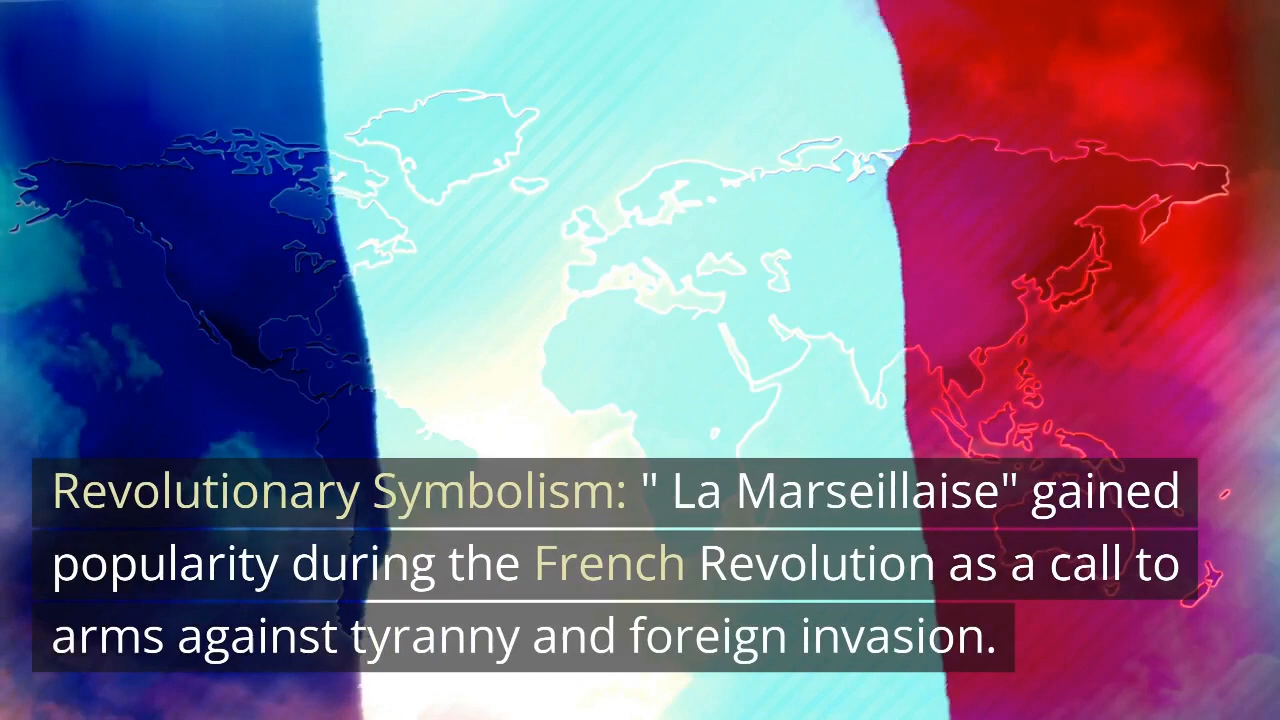 Revolutionary Symbolism: " La Marseillaise" gained
popularity during the French Revolution as a call to
arms against tyranny and foreign invasion.